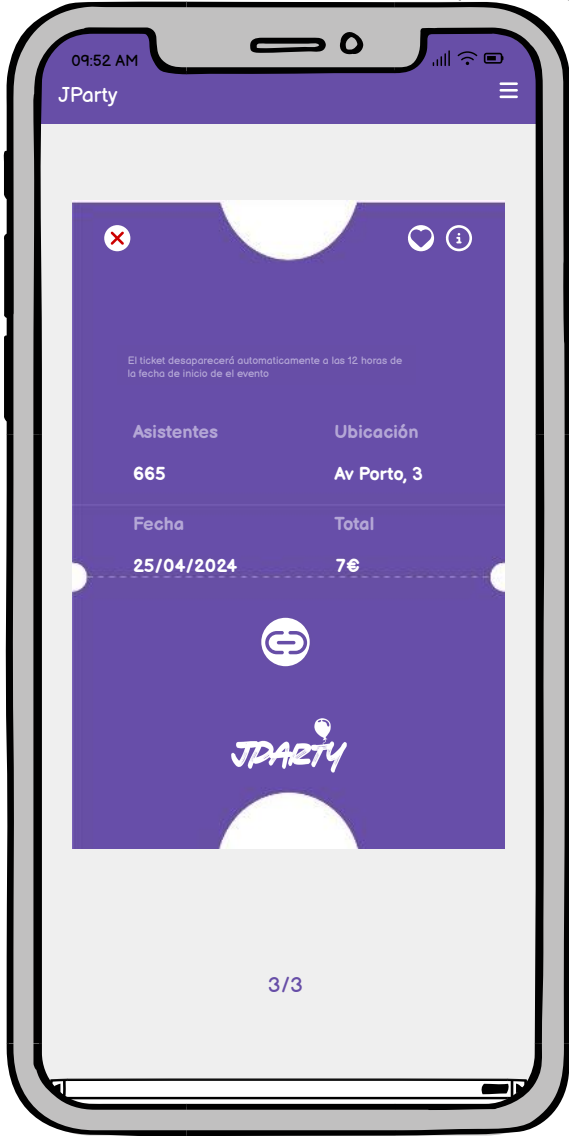 09:52 AM
JParty
El ticket desaparecerá automaticamente a las 12 horas de
la fecha de inicio de el evento
Asistentes
Ubicación
665
Av Porto, 3
Fecha
Total
25/04/2024
7€
JPARTY
3/3